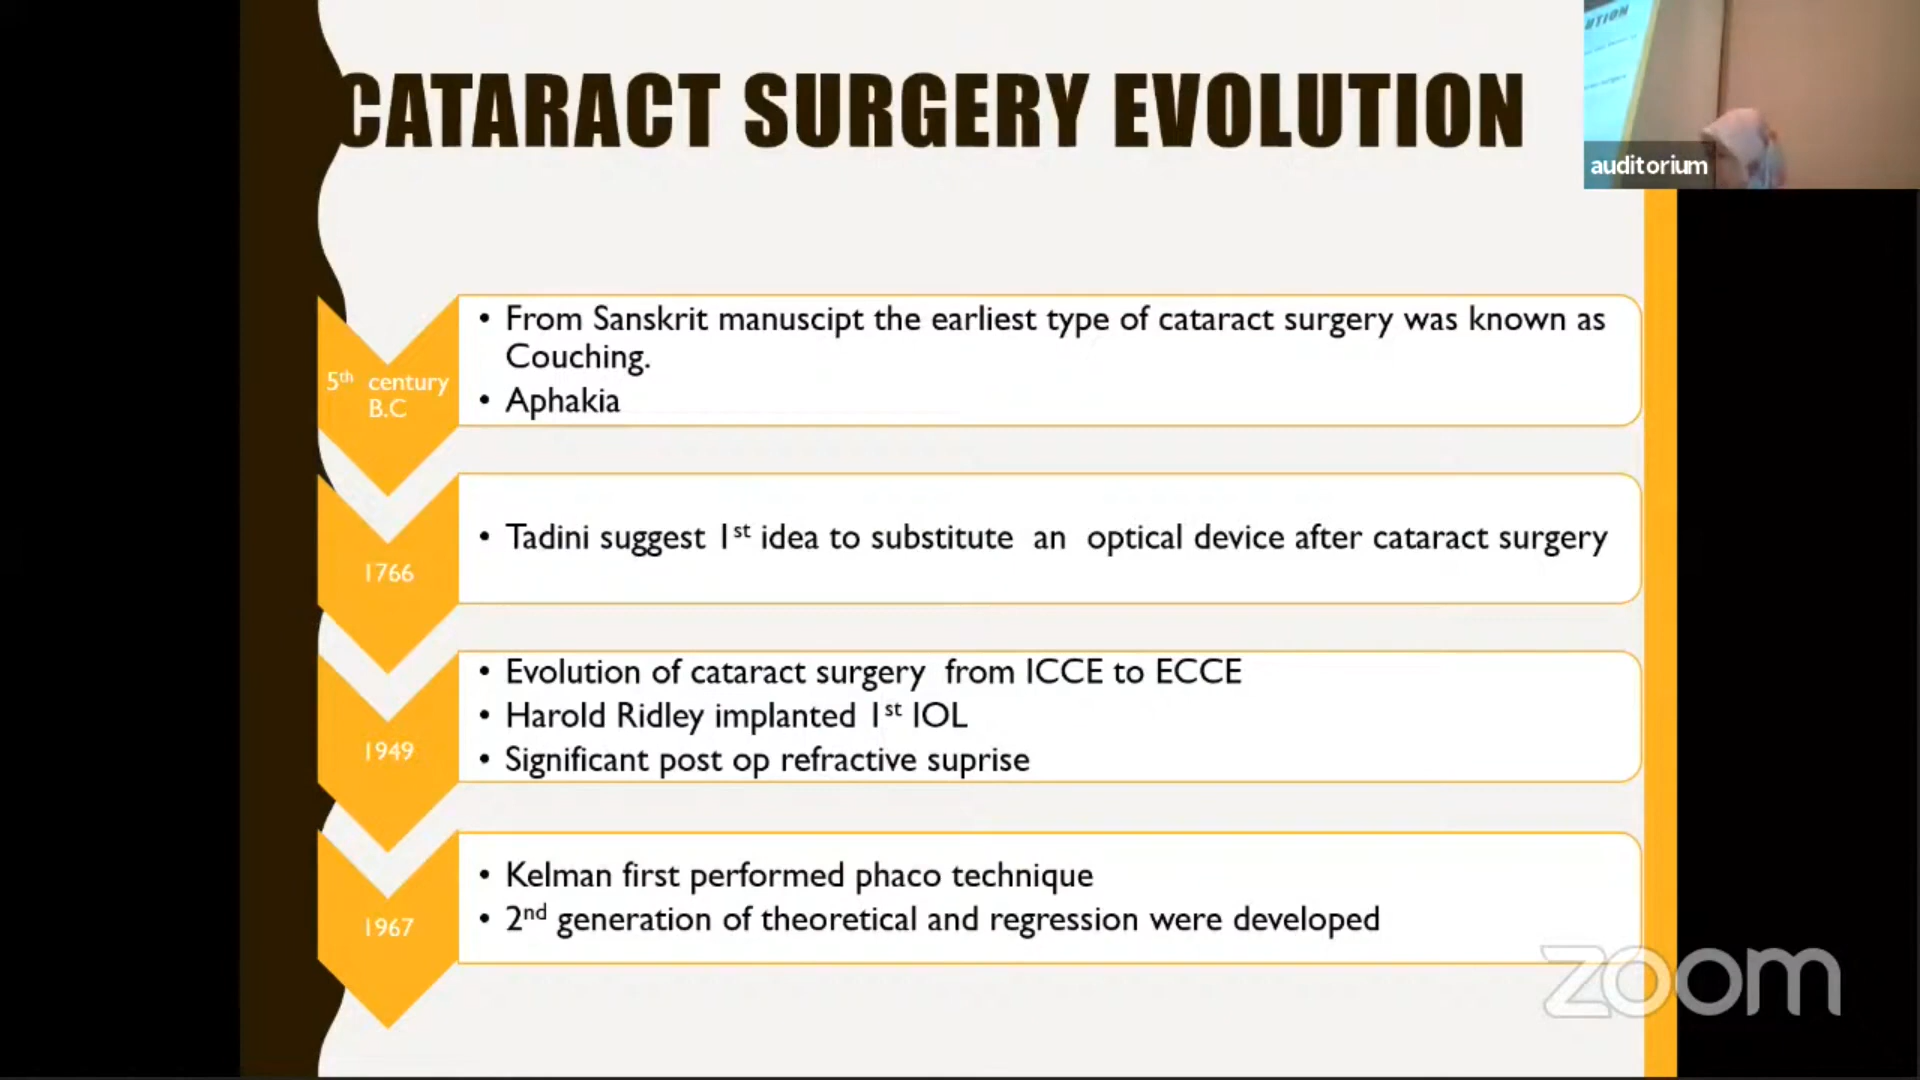 CATARACT SURGERY EVOLUTION
UTION
auditorium
5th century
B.C
• From Sanskrit manuscipt the earliest type of cataract surgery was known as
Couching.
• Aphakia
1766
• Tadini suggest 1st idea to substitute an optical device after cataract surgery
1949
• Evolution of cataract surgery from ICCE to ECCE
• Harold Ridley implanted 1st IOL
• Significant post op refractive suprise
1967
• Kelman first performed phaco technique
• 2nd generation of theoretical and regression were developed
zoom